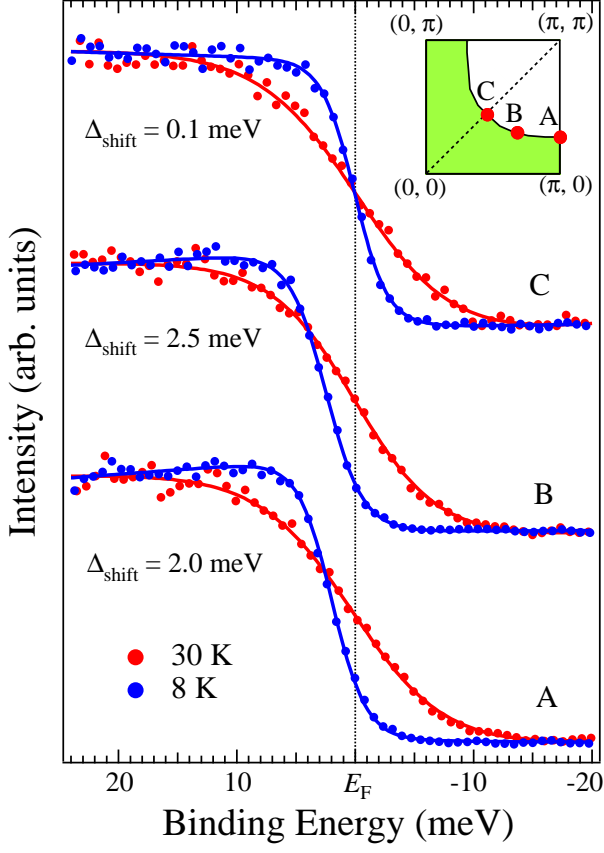 (0, π)
(π, π)
C
B
A
(0, 0)
(π, 0)
Δshift = 0.1 meV
C
Δshift = 2.5 meV
B
Δshift = 2.0 meV
30 K
8 K
A
Intensity (arb. units)
20
10
EF
-10
-20
Binding Energy (meV)